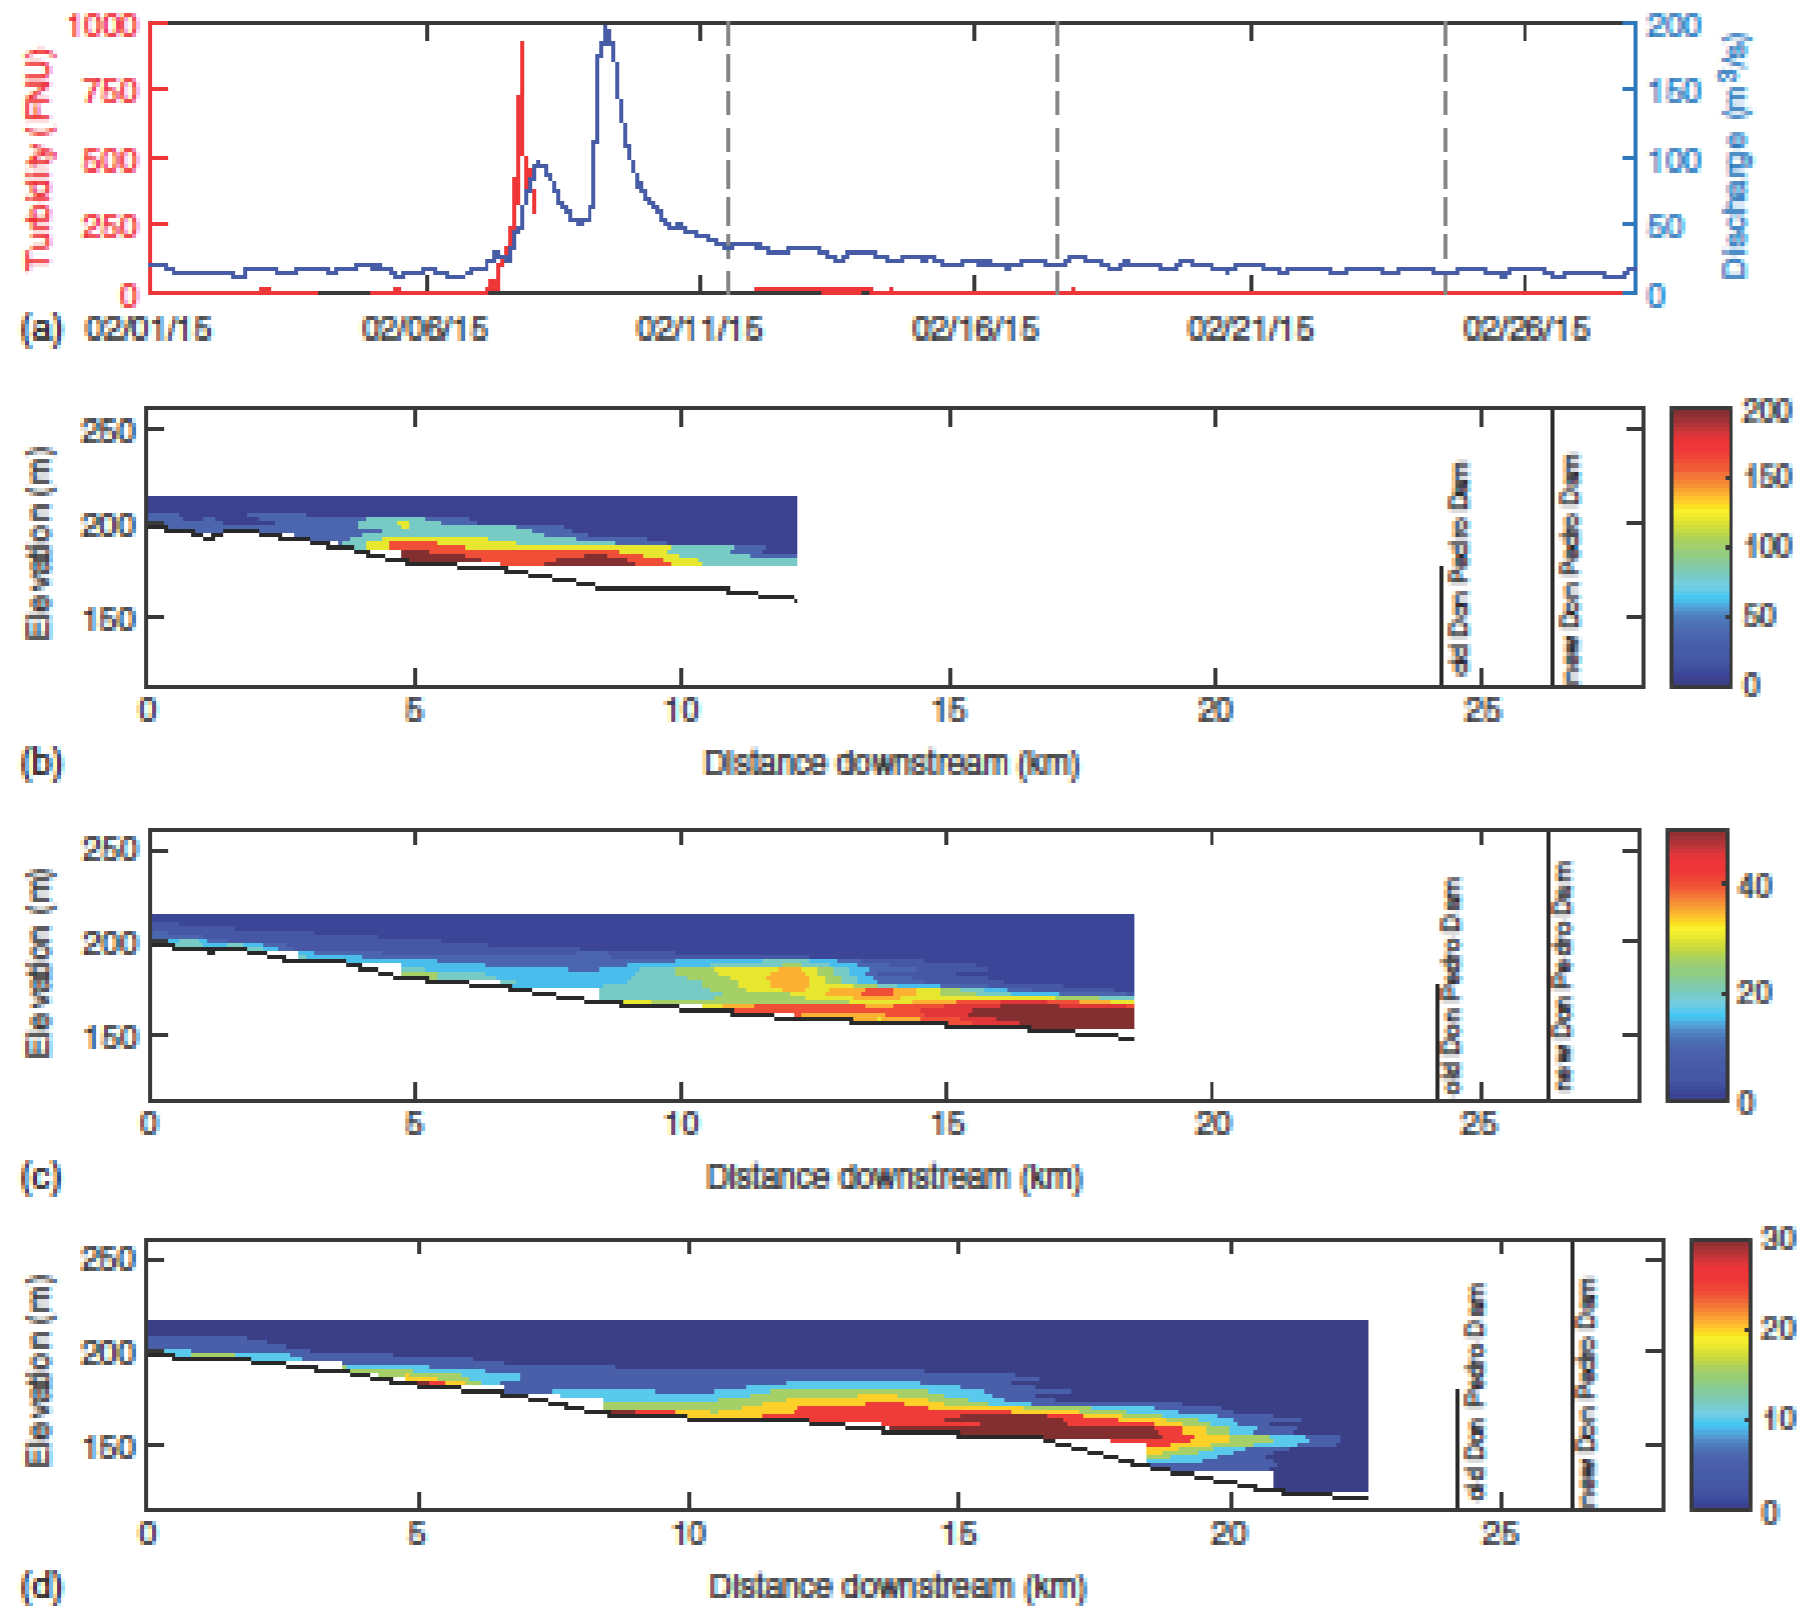 1000
750
500
250
0
Turbidity (FNU)
200
150
100
50
0
Discharge (m³/s)
(a) 02/01/15 02/06/15 02/11/15 02/16/15 02/21/15 02/26/15
250
200
150
Elevation (m)
old Don Pedro Dam
new Don Pedro Dam
200
150
100
50
0
0 5 10 15 20 25
(b) Distance downstream (km)
250
200
150
Elevation (m)
old Don Pedro Dam
new Don Pedro Dam
40
20
0
0 5 10 15 20 25
(c) Distance downstream (km)
250
200
150
Elevation (m)
old Don Pedro Dam
new Don Pedro Dam
30
20
10
0
0 5 10 15 20 25
(d) Distance downstream (km)